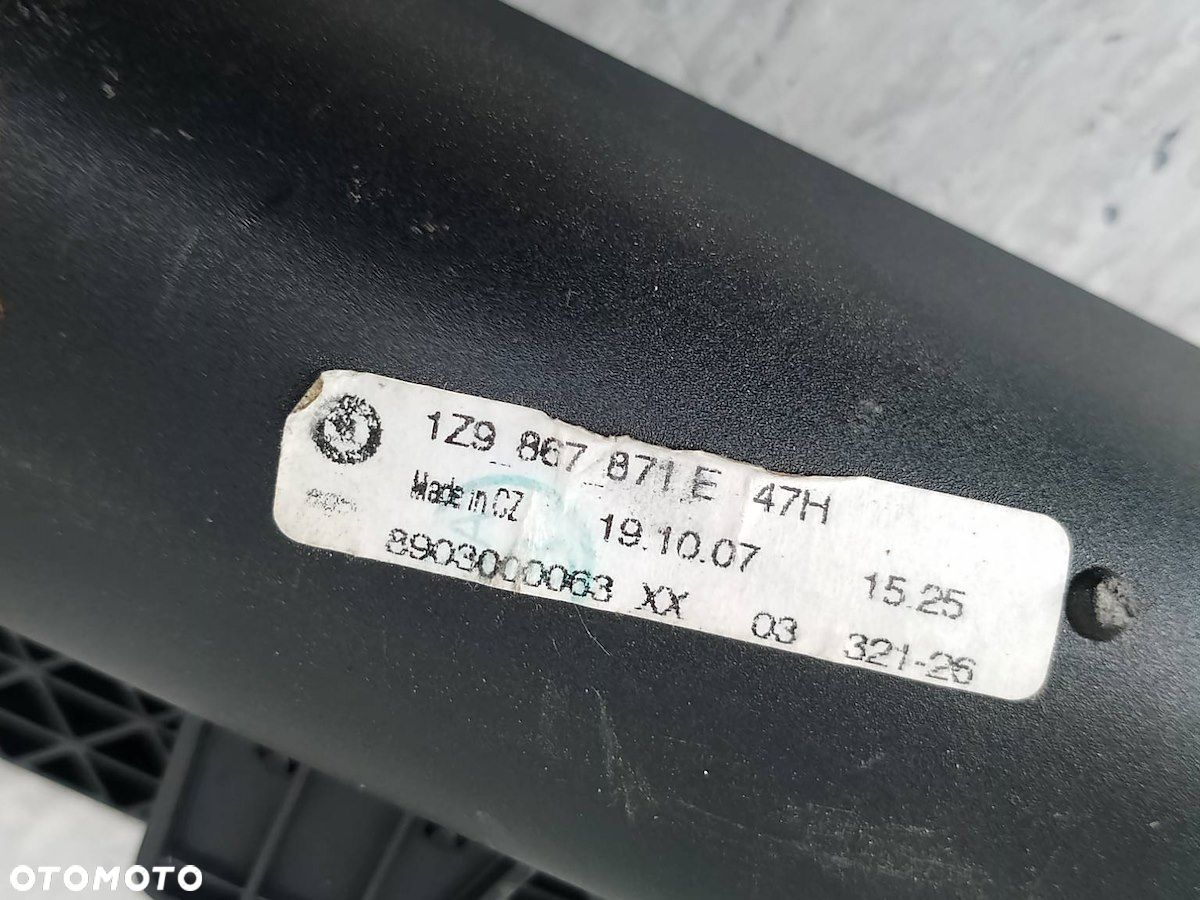 1Z9 867 871 E 47H
Made in CZ 19.10.07 15.25
8903000063 XX 03 321-26
OTOMOTO